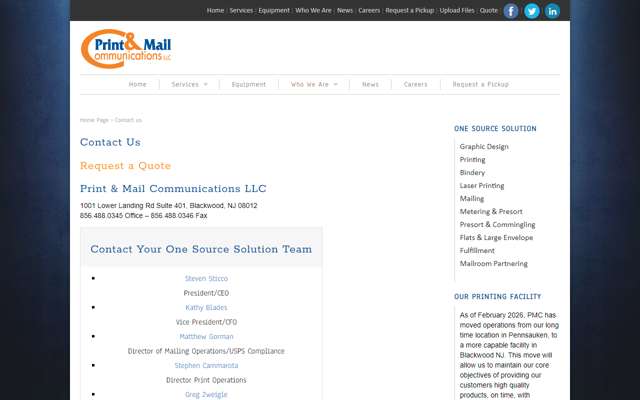 Home | Services | Equipment | Who We Are | News | Careers | Request a Pickup | Upload Files | Quote
Print & Mail
Communications LLC
Home
Services
Equipment
Who We Are
News
Careers
Request a Pickup
Home Page > Contact us
Contact Us
Request a Quote
Print & Mail Communications LLC
1001 Lower Landing Rd Suite 401, Blackwood, NJ 08012
856.488.0345 Office – 856.488.0346 Fax
Contact Your One Source Solution Team
Steven Sticco
President/CEO
Kathy Blades
Vice President/CFO
Matthew Gorman
Director of Mailing Operations/USPS Compliance
Stephen Cammarota
Director Print Operations
Greg Zweigle
ONE SOURCE SOLUTION
Graphic Design
Printing
Bindery
Laser Printing
Mailing
Metering & Presort
Presort & Commingling
Flats & Large Envelope
Fulfillment
Mailroom Partnering
OUR PRINTING FACILITY
As of February 2026, PMC has
moved operations from our long
time location in Pennsauken, to
a more capable facility in
Blackwood NJ. This move will
allow us to maintain our core
objectives of providing our
customers high quality
products, on time, with